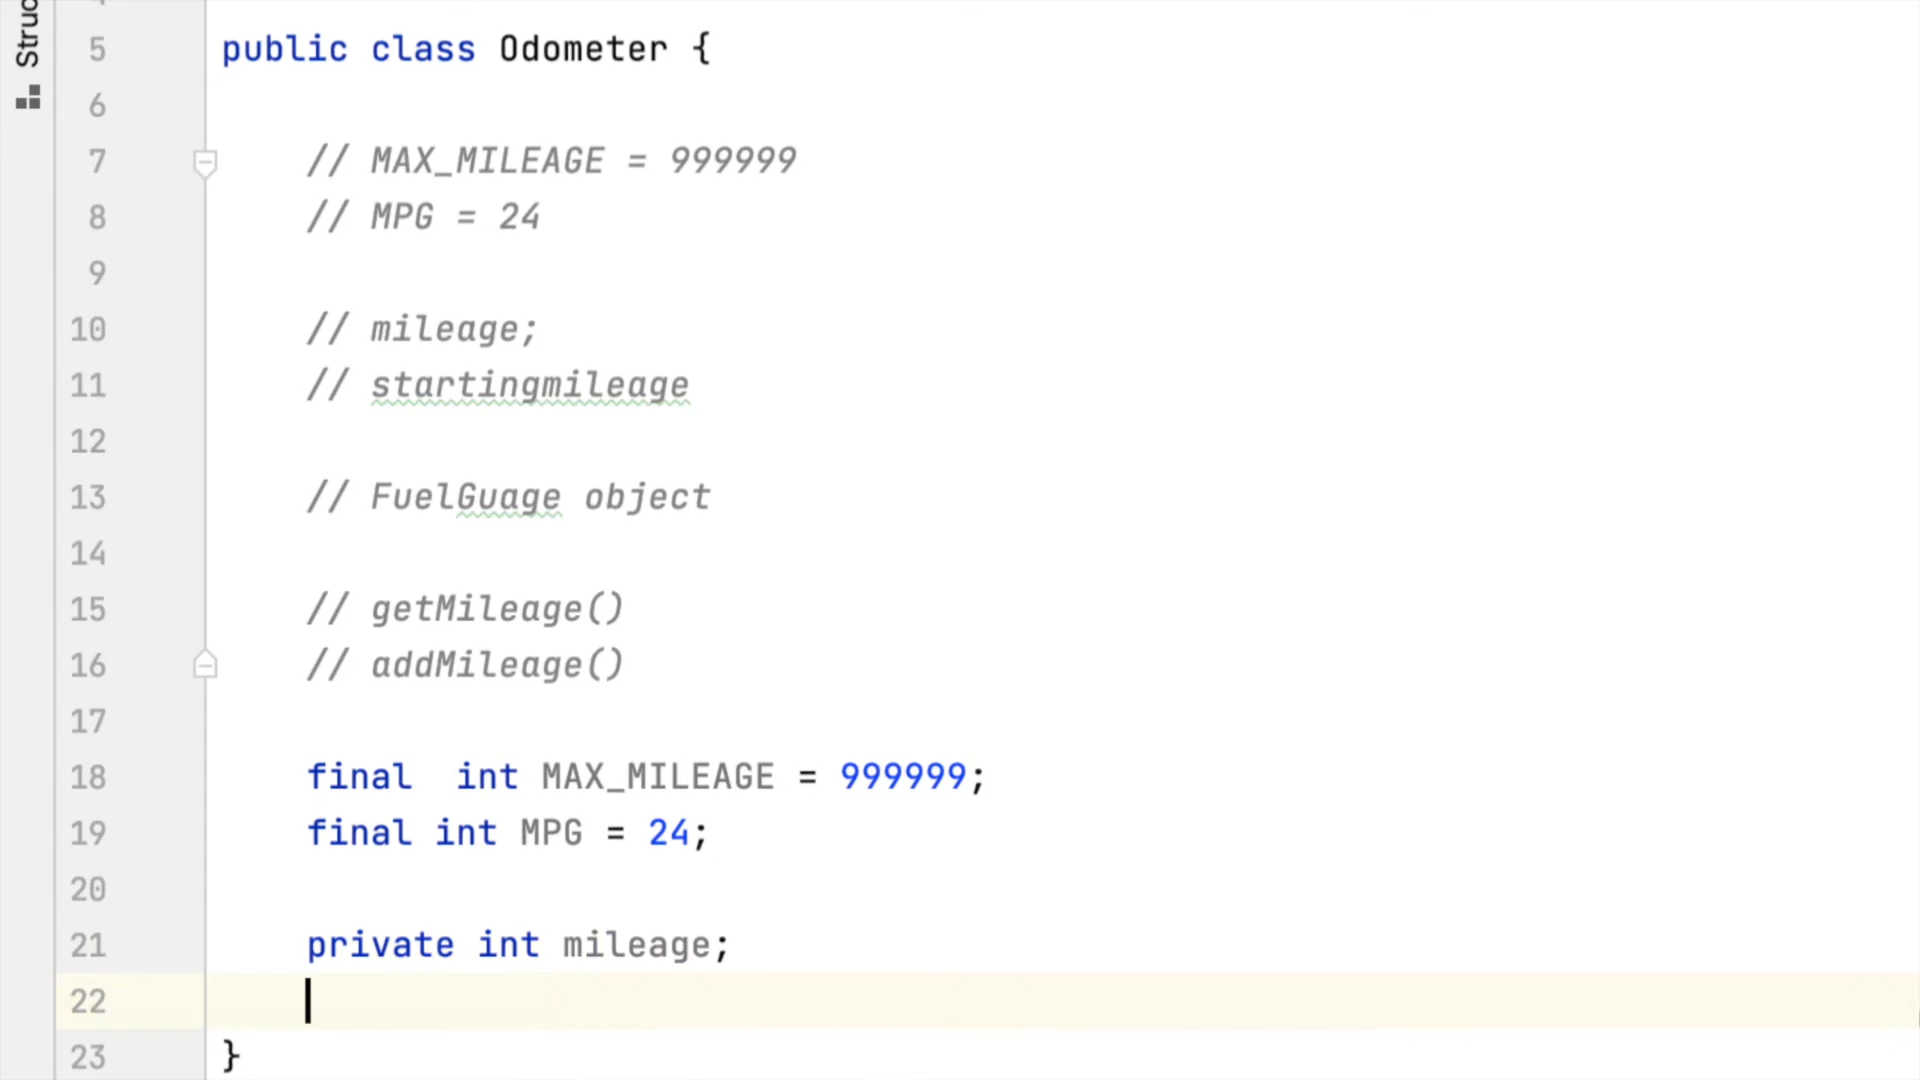 Struc
5 public class Odometer {
6
7 // MAX_MILEAGE = 999999
8 // MPG = 24
9
10 // mileage;
11 // startingmileage
12
13 // FuelGuage object
14
15 // getMileage()
16 // addMileage()
17
18 final  int MAX_MILEAGE = 999999;
19 final int MPG = 24;
20
21 private int mileage;
22
23 }